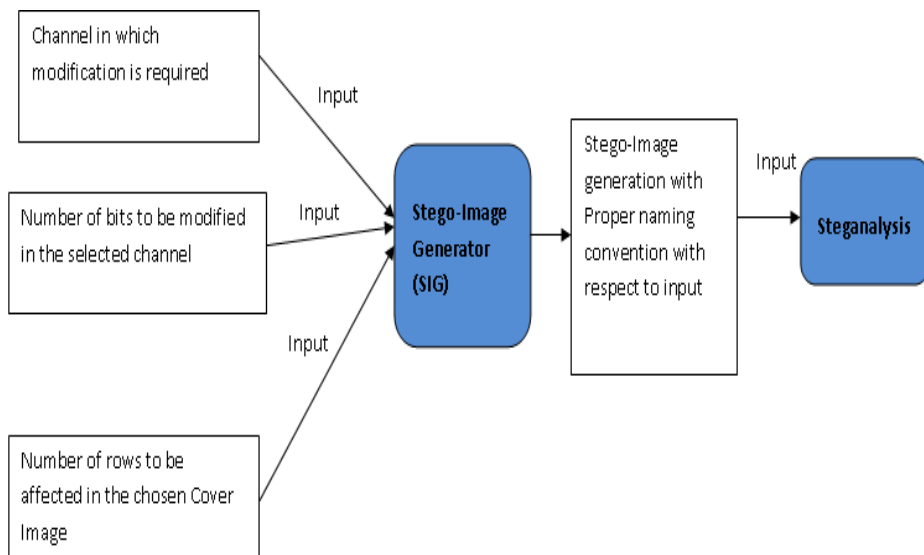 Channel in which
modification is required
Input
Number of bits to be modified
in the selected channel
Input
Number of rows to be
affected in the chosen Cover
Image
Input
Stego-Image
Generator
(SIG)
Stego-Image
generation with
Proper naming
convention with
respect to input
Input
Steganalysis